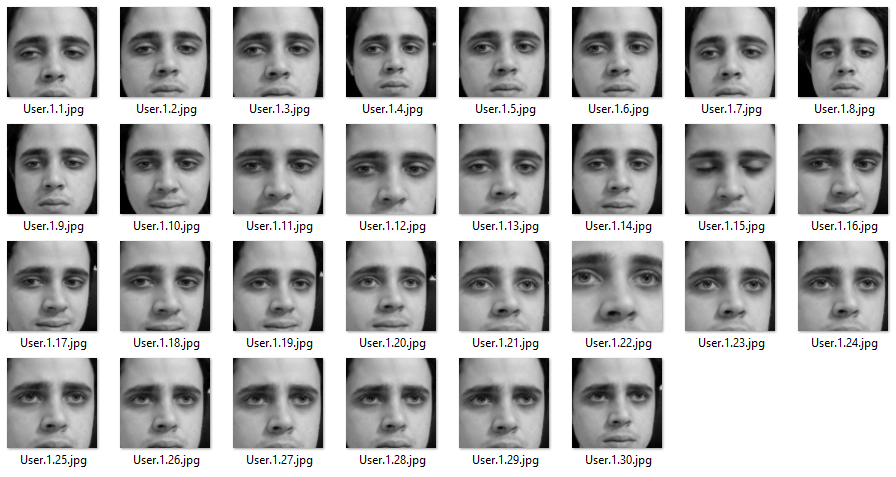 User.1.1.jpg User.1.2.jpg User.1.3.jpg User.1.4.jpg User.1.5.jpg User.1.6.jpg User.1.7.jpg User.1.8.jpg
User.1.9.jpg User.1.10.jpg User.1.11.jpg User.1.12.jpg User.1.13.jpg User.1.14.jpg User.1.15.jpg User.1.16.jpg
User.1.17.jpg User.1.18.jpg User.1.19.jpg User.1.20.jpg User.1.21.jpg User.1.22.jpg User.1.23.jpg User.1.24.jpg
User.1.25.jpg User.1.26.jpg User.1.27.jpg User.1.28.jpg User.1.29.jpg User.1.30.jpg